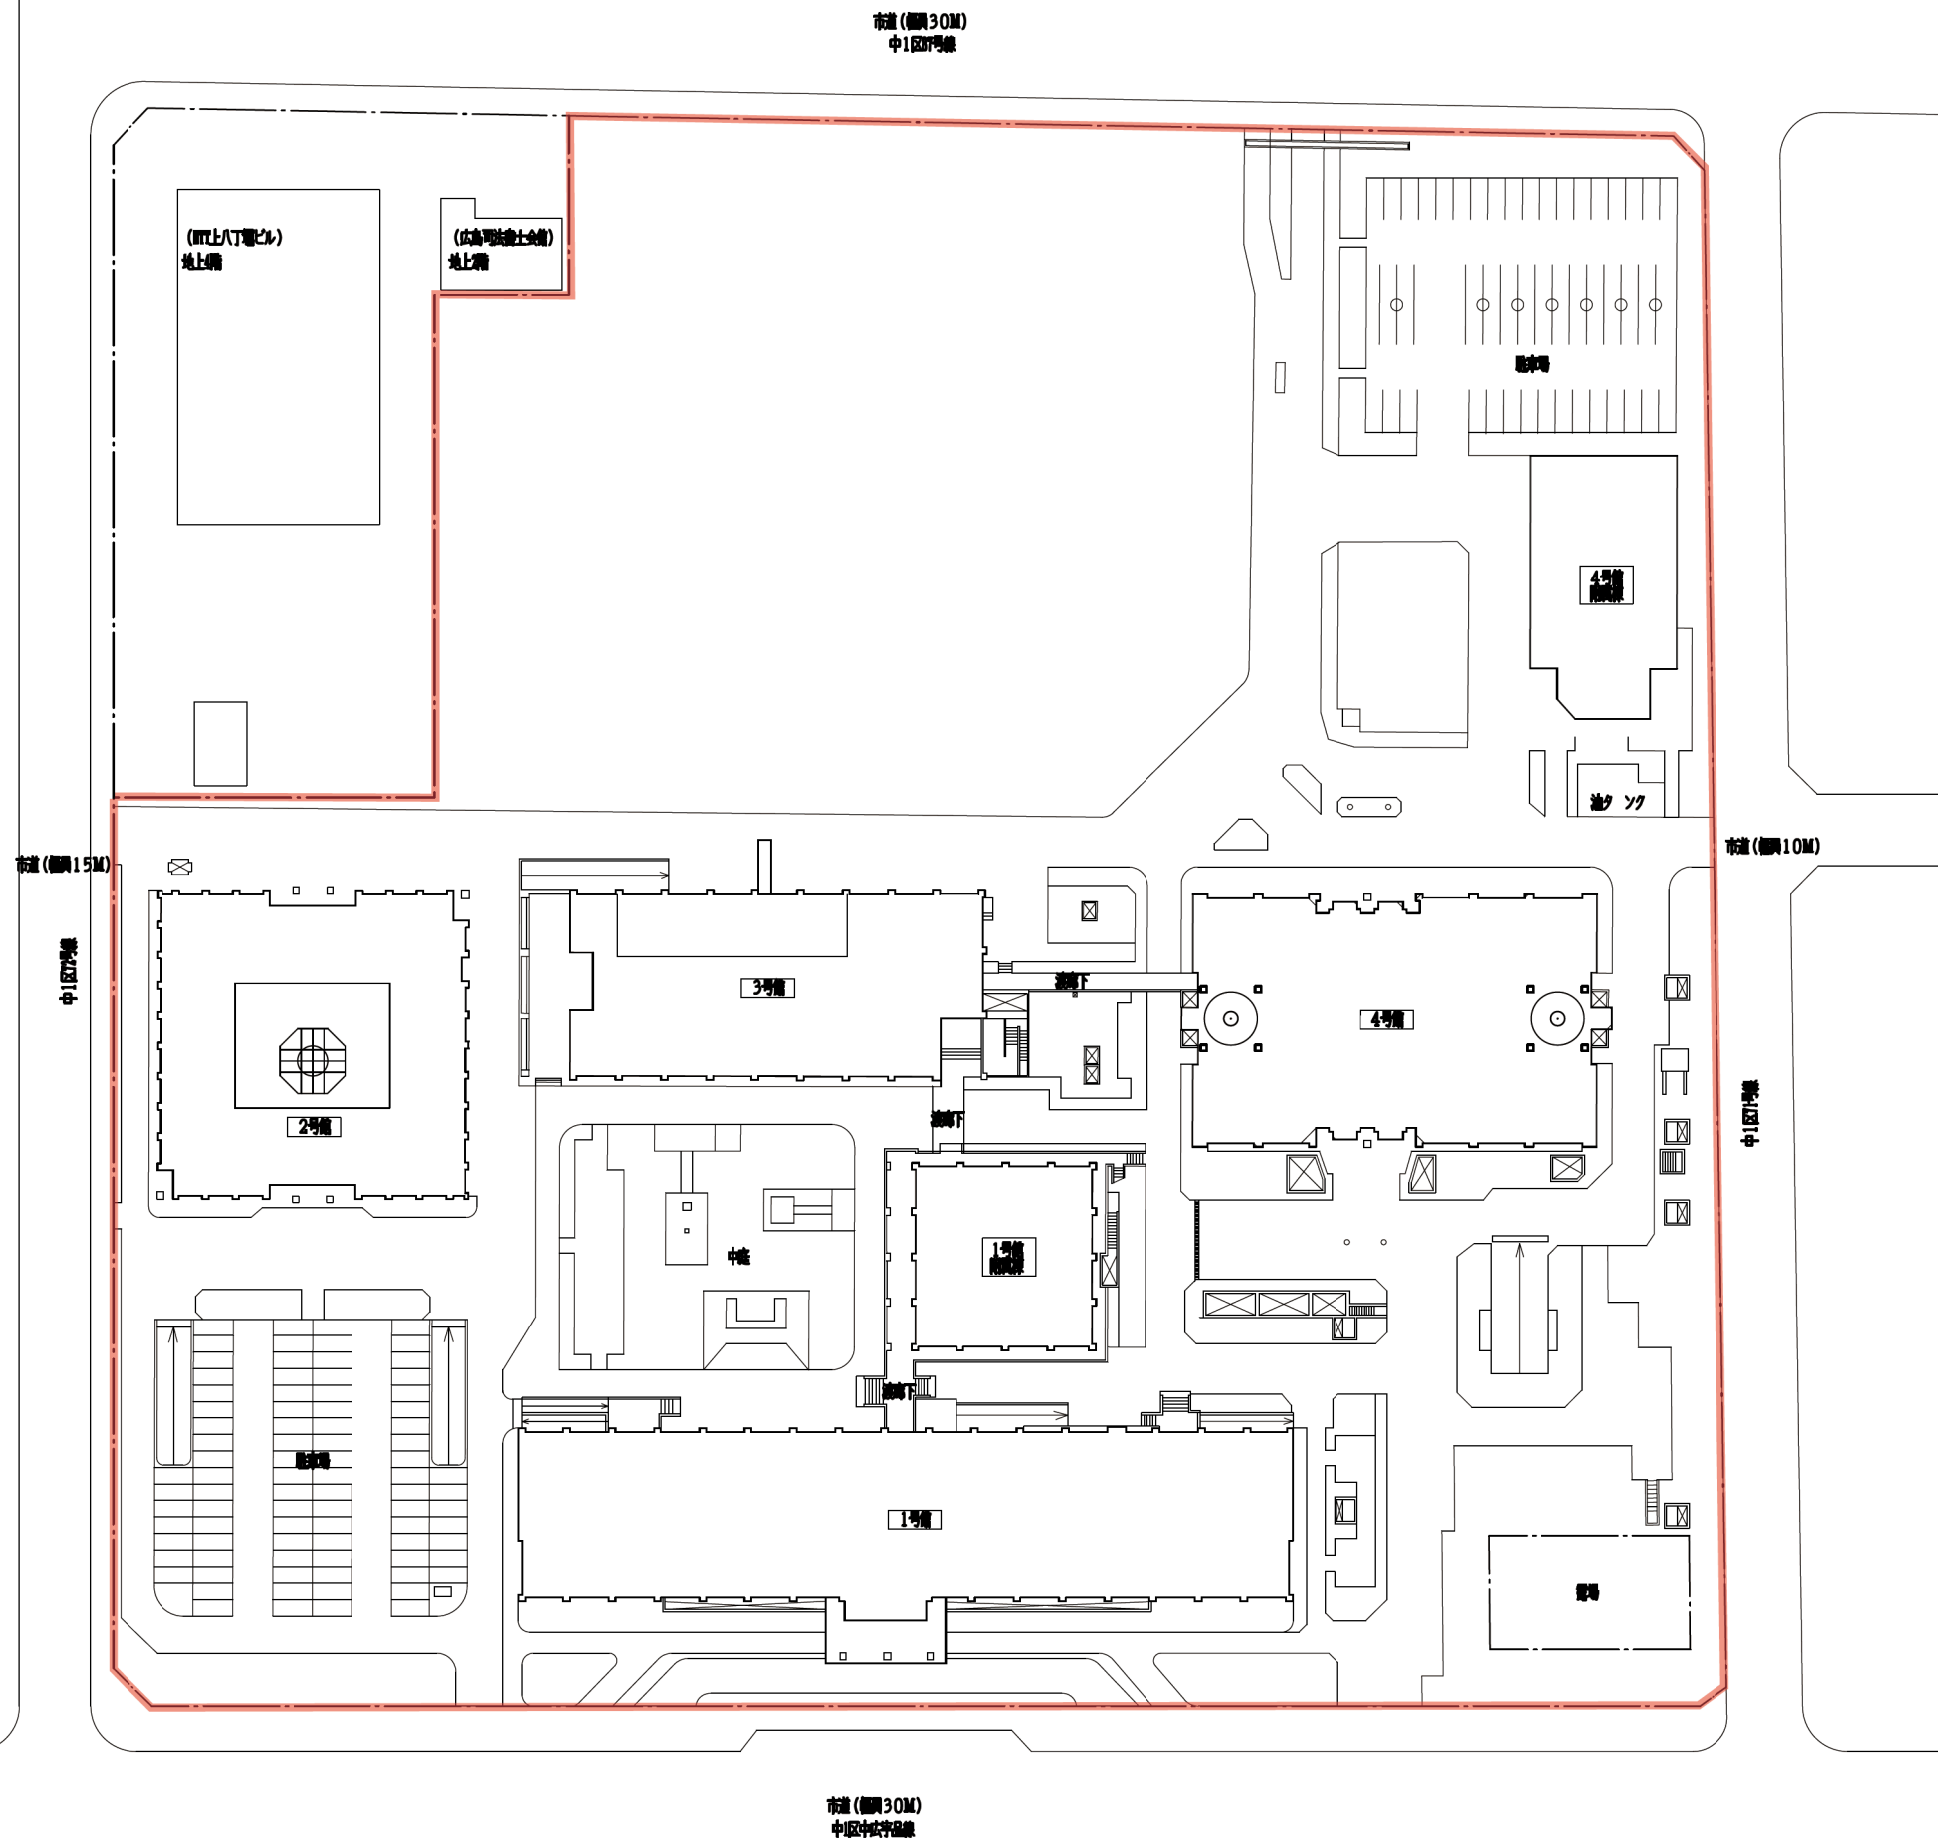 市道(幅員30M)
中1区87号線
(NTT上八丁堀ビル)
地上4階
(広島司法書士会館)
地上2階
駐車場
4号館
附属棟
油タンク
市道(幅員15M)
市道(幅員10M)
中1区72号線
3号館
渡廊下
4号館
2号館
渡廊下
中1区71号線
中庭
1号館
附属棟
渡廊下
駐車場
1号館
市道(幅員30M)
中1区中広宇品線